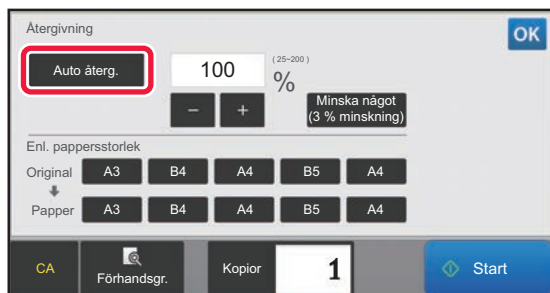 Återgivning
OK
Auto återg.
100
(25~200)
%
−
+
Minska något
(3 % minskning)
Enl. pappersstorlek
Original A3 B4 A4 B5 A4
Papper A3 B4 A4 B5 A4
CA
Förhandsgr.
Kopior
1
Start